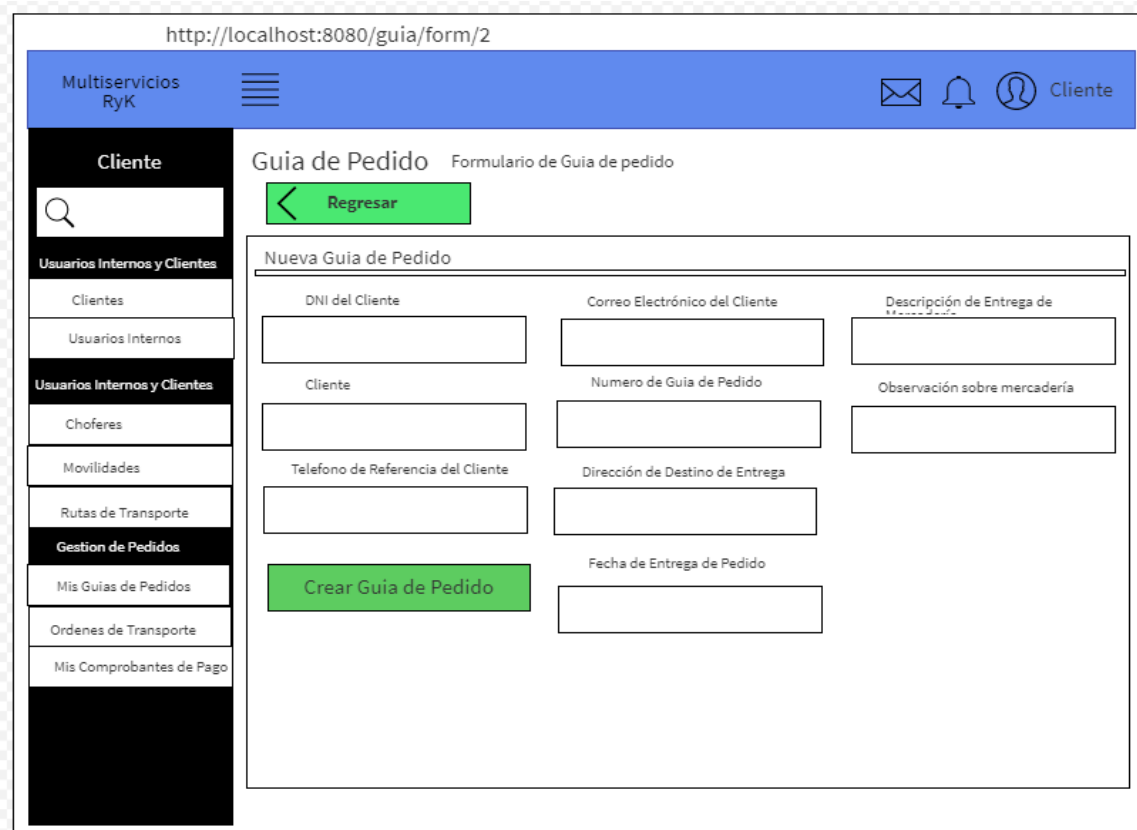 http://localhost:8080/guia/form/2
Multiservicios
RyK
Cliente
Cliente
Usuarios Internos y Clientes
Clientes
Usuarios Internos
Usuarios Internos y Clientes
Choferes
Movilidades
Rutas de Transporte
Gestion de Pedidos
Mis Guias de Pedidos
Ordenes de Transporte
Mis Comprobantes de Pago
Guia de Pedido Formulario de Guia de pedido
Regresar
Nueva Guia de Pedido
DNI del Cliente
Correo Electrónico del Cliente
Descripción de Entrega de
Cliente
Numero de Guia de Pedido
Observación sobre mercadería
Telefono de Referencia del Cliente
Dirección de Destino de Entrega
Crear Guia de Pedido
Fecha de Entrega de Pedido